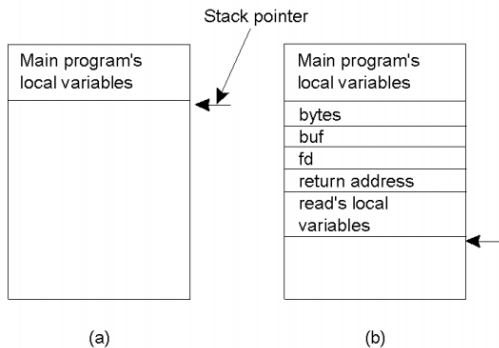 Stack pointer
Main program's
local variables
Main program's
local variables
bytes
buf
fd
return address
read's local
variables
(a)
(b)